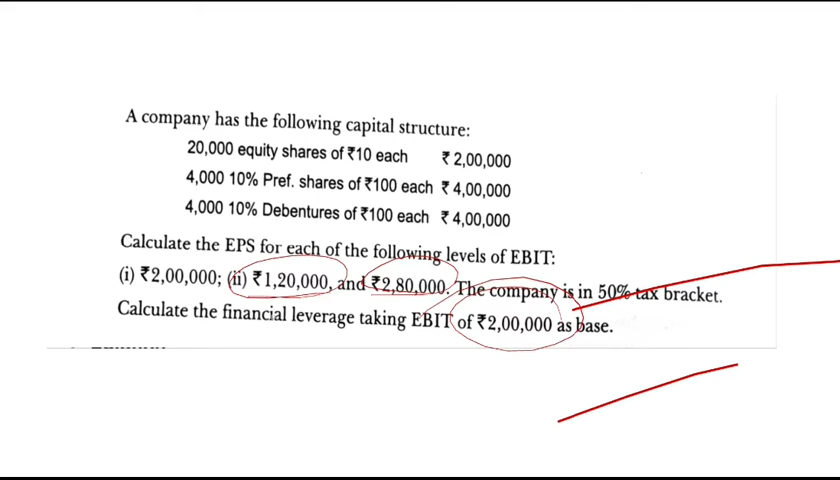 A company has the following capital structure:
20,000 equity shares of ₹10 each ₹ 2,00,000
4,000 10% Pref. shares of ₹100 each ₹ 4,00,000
4,000 10% Debentures of ₹100 each ₹ 4,00,000
Calculate the EPS for each of the following levels of EBIT:
(i) ₹2,00,000; (ii) ₹1,20,000, and ₹2,80,000. The company is in 50% tax bracket.
Calculate the financial leverage taking EBIT of ₹2,00,000 as base.